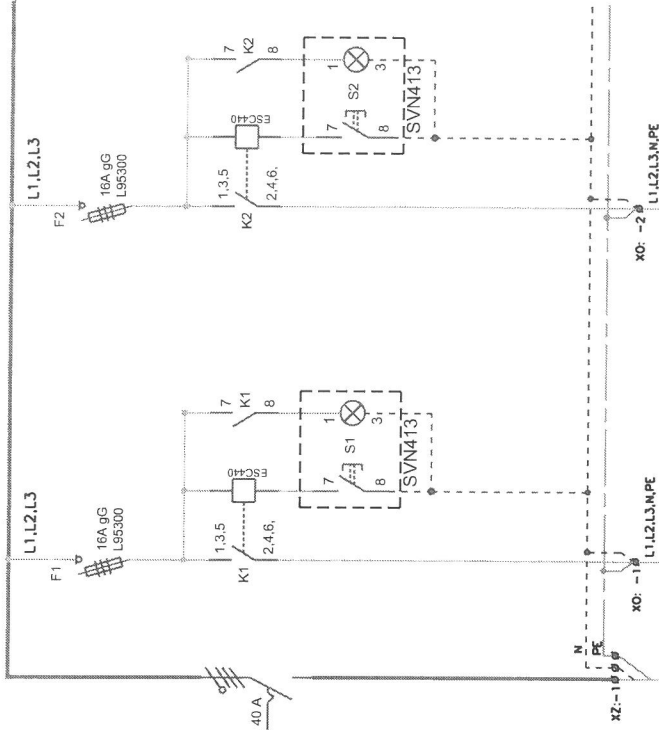 L1,L2,L3
L1,L2,L3
F1
16A gG
L95300
F2
16A gG
L95300
1,3,5
K1
2,4,6,
ESC440
7
K1
8
7
S1
8
1
3
SVN413
1,3,5
K2
2,4,6,
ESC440
7
K2
8
7
S2
8
1
3
SVN413
40 A
N
PE
XZ:-1
XO: -1
L1,L2,L3,N,PE
XO: -2
L1,L2,L3,N,PE